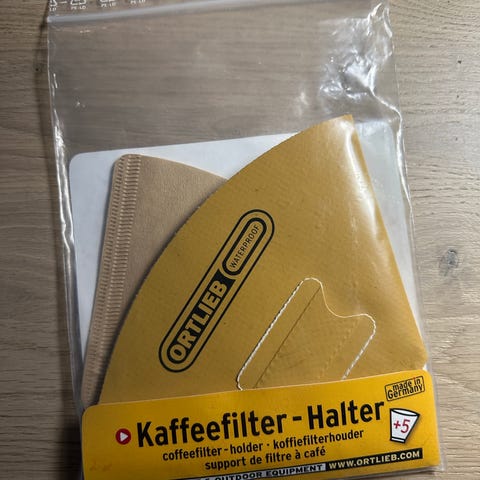 ORTLIEB WATERPROOF
made in
Germany
Kaffeefilter - Halter
+5
coffeefilter - holder · koffiefilterhouder
support de filtre à café
OUTDOOR EQUIPMENT WWW.ORTLIEB.COM